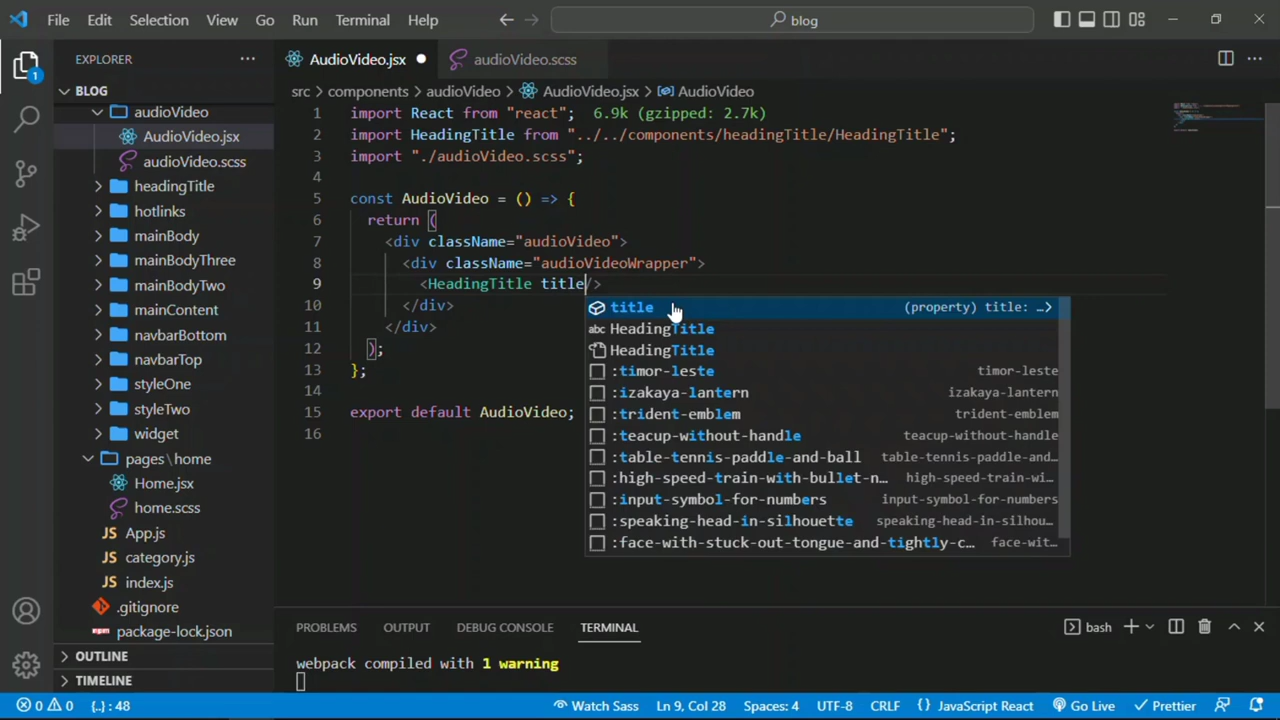 File Edit Selection View Go Run Terminal Help blog
EXPLORER
AudioVideo.jsx
audioVideo.scss
BLOG
src components audioVideo AudioVideo.jsx AudioVideo
audioVideo
AudioVideo.jsx
audioVideo.scss
headingTitle
hotlinks
mainBody
mainBodyThree
mainBodyTwo
mainContent
navbarBottom
navbarTop
styleOne
styleTwo
widget
pages\home
Home.jsx
home.scss
App.js
category.js
index.js
.gitignore
package-lock.json
OUTLINE
TIMELINE
1 import React from "react"; 6.9k (gzipped: 2.7k)
2 import HeadingTitle from "../../components/headingTitle/HeadingTitle";
3 import "./audioVideo.scss";
4
5 const AudioVideo = () => {
6 return (
7 <div className="audioVideo">
8 <div className="audioVideoWrapper">
9 <HeadingTitle title/>
10 </div>
11 </div>
12 );
13 };
14
15 export default AudioVideo;
16
title (property) title: …>
HeadingTitle
HeadingTitle
:timor-leste timor-leste
:izakaya-lantern izakaya-lantern
:trident-emblem trident-emblem
:teacup-without-handle teacup-without-handle
:table-tennis-paddle-and-ball table-tennis-paddle-and…
:high-speed-train-with-bullet-n… high-speed-train-wi…
:input-symbol-for-numbers input-symbol-for-numbers
:speaking-head-in-silhouette speaking-head-in-silhou…
:face-with-stuck-out-tongue-and-tightly-c… face-wit…
PROBLEMS OUTPUT DEBUG CONSOLE TERMINAL
bash
webpack compiled with 1 warning
1
0 0 {..} : 48 Watch Sass Ln 9, Col 28 Spaces: 4 UTF-8 CRLF {} JavaScript React Go Live Prettier